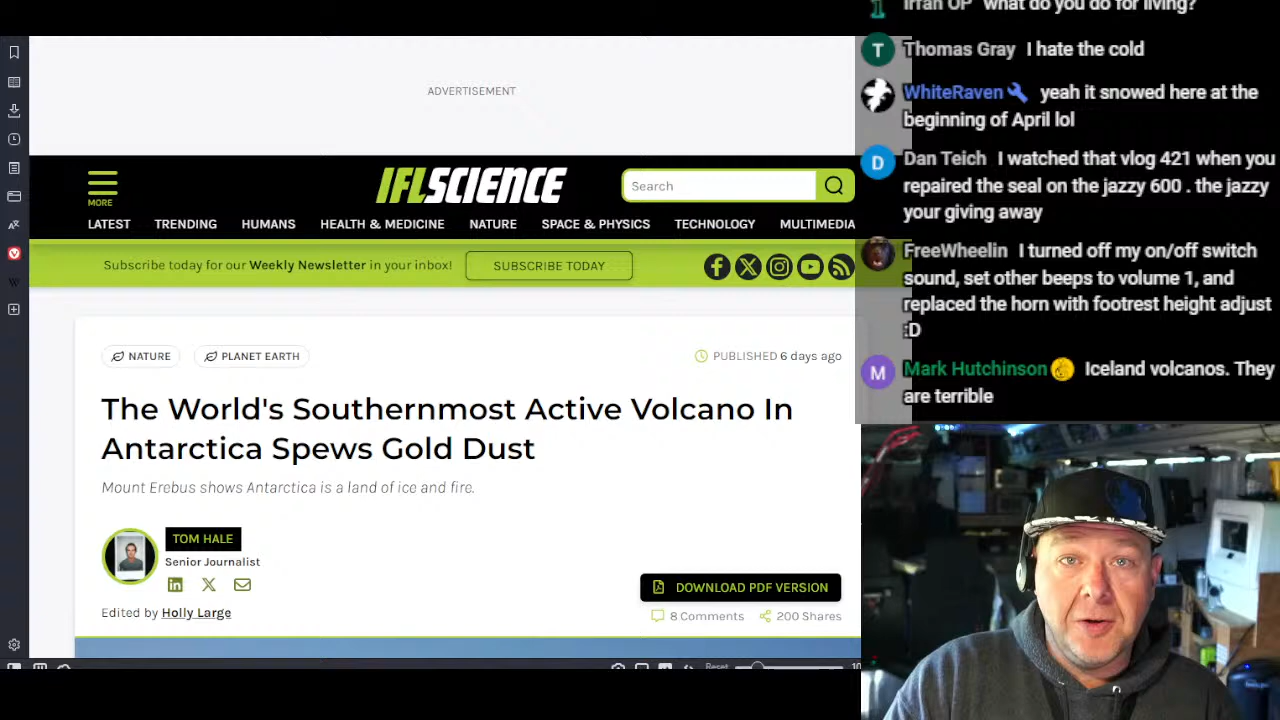 Irfan OP what do you do for living?
T Thomas Gray I hate the cold
WhiteRaven yeah it snowed here at the
beginning of April lol
D Dan Teich I watched that vlog 421 when you
repaired the seal on the jazzy 600 . the jazzy
your giving away
FreeWheelin I turned off my on/off switch
sound, set other beeps to volume 1, and
replaced the horn with footrest height adjust
:D
M Mark Hutchinson Iceland volcanos. They
are terrible
ADVERTISEMENT
MORE
IFLSCIENCE
Search
LATEST TRENDING HUMANS HEALTH & MEDICINE NATURE SPACE & PHYSICS TECHNOLOGY MULTIMEDIA
Subscribe today for our Weekly Newsletter in your inbox! SUBSCRIBE TODAY
NATURE PLANET EARTH PUBLISHED 6 days ago
The World's Southernmost Active Volcano In
Antarctica Spews Gold Dust
Mount Erebus shows Antarctica is a land of ice and fire.
TOM HALE
Senior Journalist
Edited by Holly Large
DOWNLOAD PDF VERSION
8 Comments 200 Shares
Reset